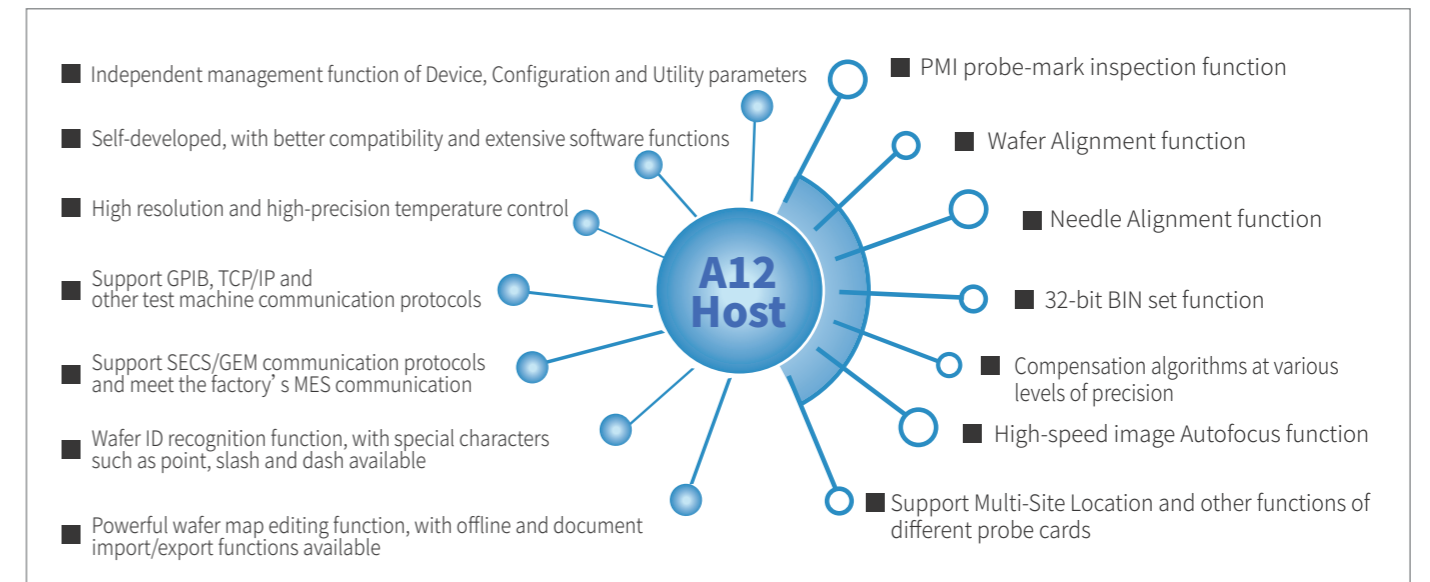 Independent management function of Device, Configuration and Utility parameters
Self-developed, with better compatibility and extensive software functions
High resolution and high-precision temperature control
Support GPIB, TCP/IP and
other test machine communication protocols
Support SECS/GEM communication protocols
and meet the factory’ s MES communication
Wafer ID recognition function, with special characters
such as point, slash and dash available
Powerful wafer map editing function, with offline and document
import/export functions available
A12
Host
PMI probe-mark inspection function
Wafer Alignment function
Needle Alignment function
32-bit BIN set function
Compensation algorithms at various
levels of precision
High-speed image Autofocus function
Support Multi-Site Location and other functions of
different probe cards